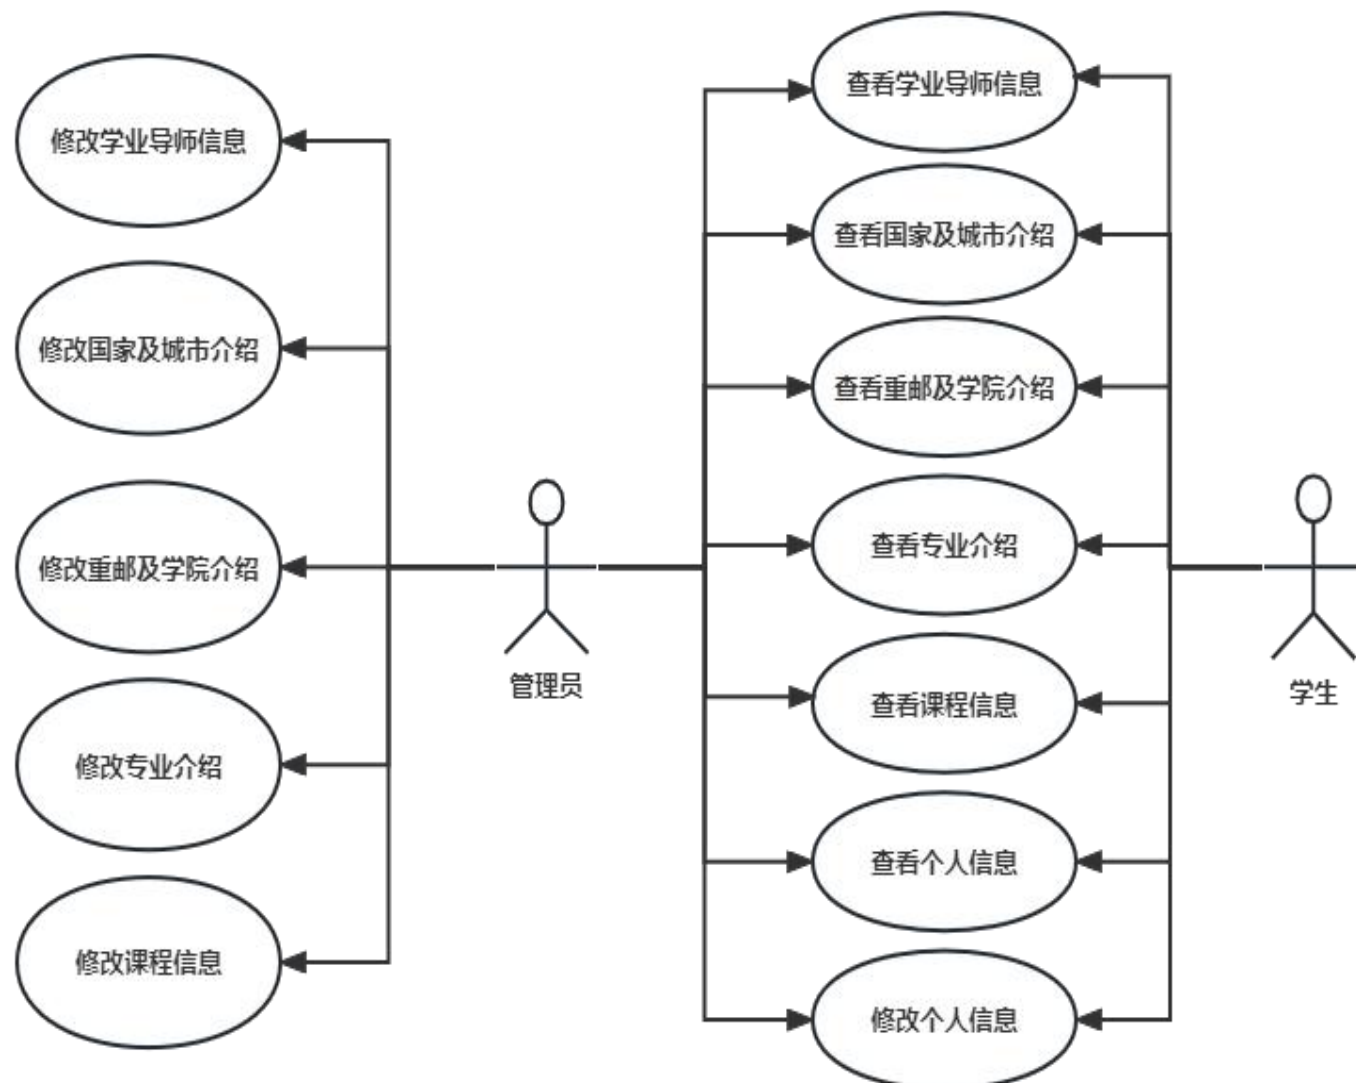 修改学业导师信息
修改国家及城市介绍
修改重邮及学院介绍
修改专业介绍
修改课程信息
管理员
查看学业导师信息
查看国家及城市介绍
查看重邮及学院介绍
查看专业介绍
查看课程信息
查看个人信息
修改个人信息
学生